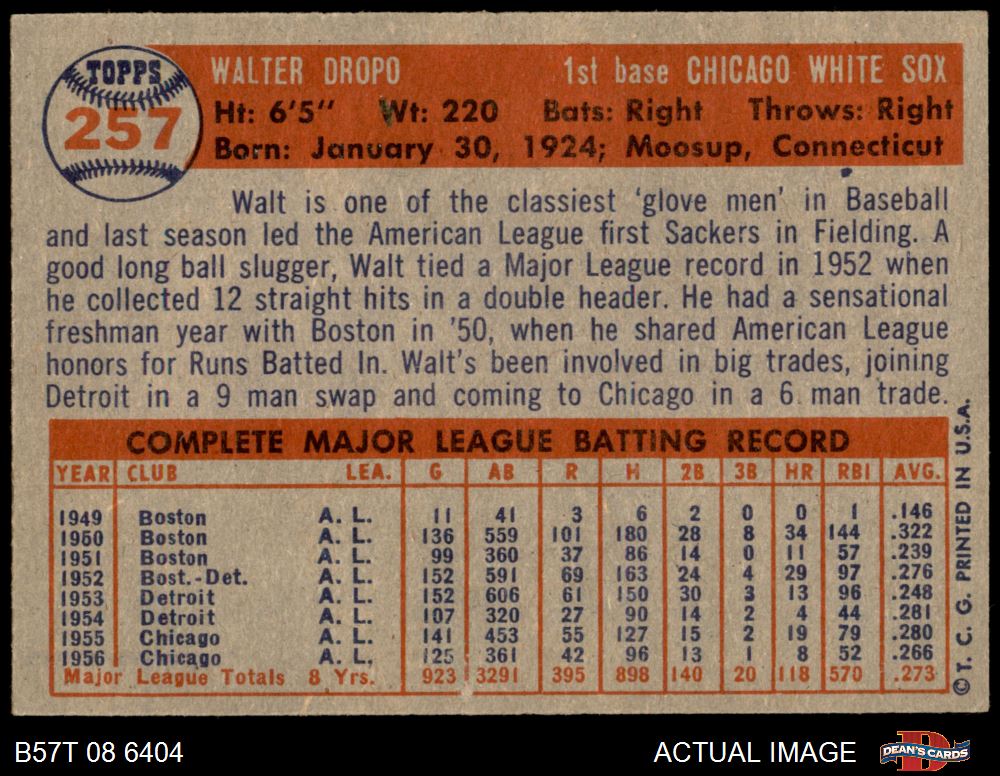 TOPPS
257
WALTER DROPO 1st base CHICAGO WHITE SOX
Ht: 6'5" Wt: 220 Bats: Right Throws: Right
Born: January 30, 1924; Moosup, Connecticut
Walt is one of the classiest 'glove men' in Baseball
and last season led the American League first Sackers in Fielding. A
good long ball slugger, Walt tied a Major League record in 1952 when
he collected 12 straight hits in a double header. He had a sensational
freshman year with Boston in '50, when he shared American League
honors for Runs Batted In. Walt's been involved in big trades, joining
Detroit in a 9 man swap and coming to Chicago in a 6 man trade.
COMPLETE MAJOR LEAGUE BATTING RECORD
YEAR CLUB LEA. G AB R H 2B 3B HR RBI AVG.
1949 Boston A. L. 11 41 3 6 2 0 0 1 .146
1950 Boston A. L. 136 559 101 180 28 8 34 144 .322
1951 Boston A. L. 99 360 37 86 14 0 11 57 .239
1952 Bost.-Det. A. L. 152 591 69 163 24 4 29 97 .276
1953 Detroit A. L. 152 606 61 150 30 3 13 96 .248
1954 Detroit A. L. 107 320 27 90 14 2 4 44 .281
1955 Chicago A. L. 141 453 55 127 15 2 19 79 .280
1956 Chicago A. L. 125 361 42 96 13 1 8 52 .266
Major League Totals 8 Yrs. 923 3291 395 898 140 20 118 570 .273
© T. C. G. PRINTED IN U.S.A.
B57T 08 6404 ACTUAL IMAGE
D
DEAN'S CARDS